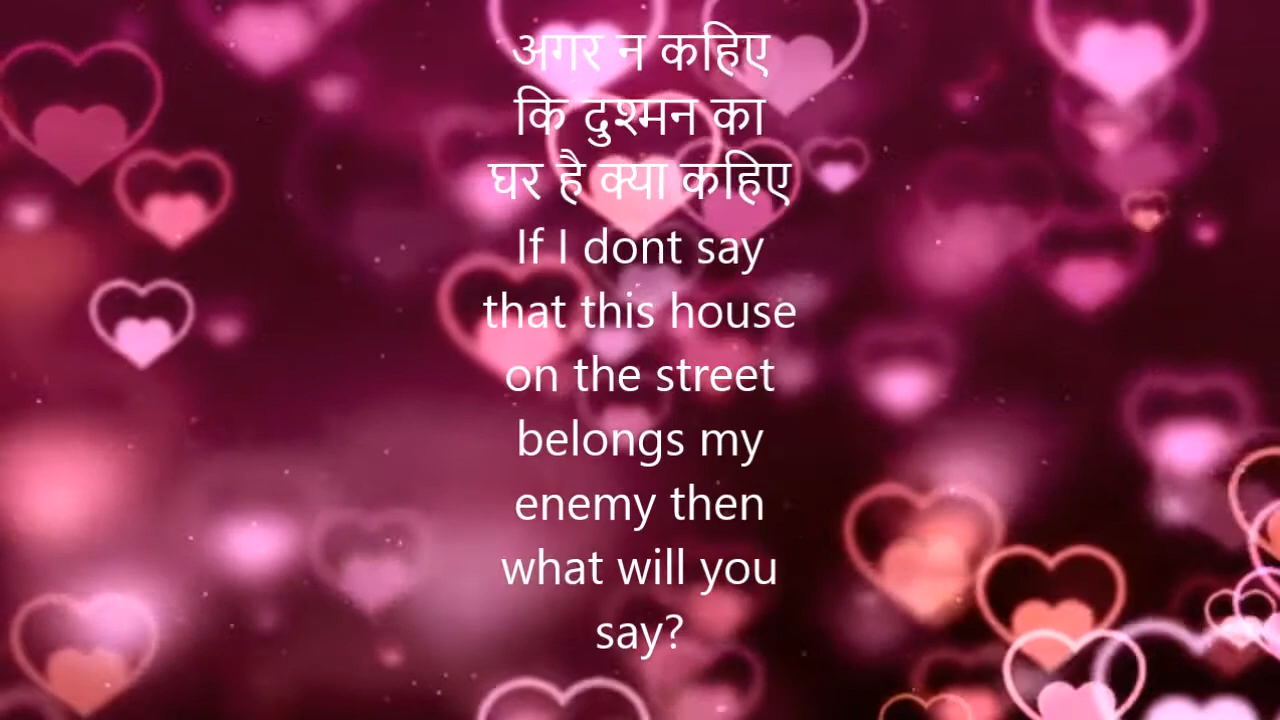 अगर न कहिए
कि दुश्मन का
घर है क्या कहिए
If I dont say
that this house
on the street
belongs my
enemy then
what will you
say?